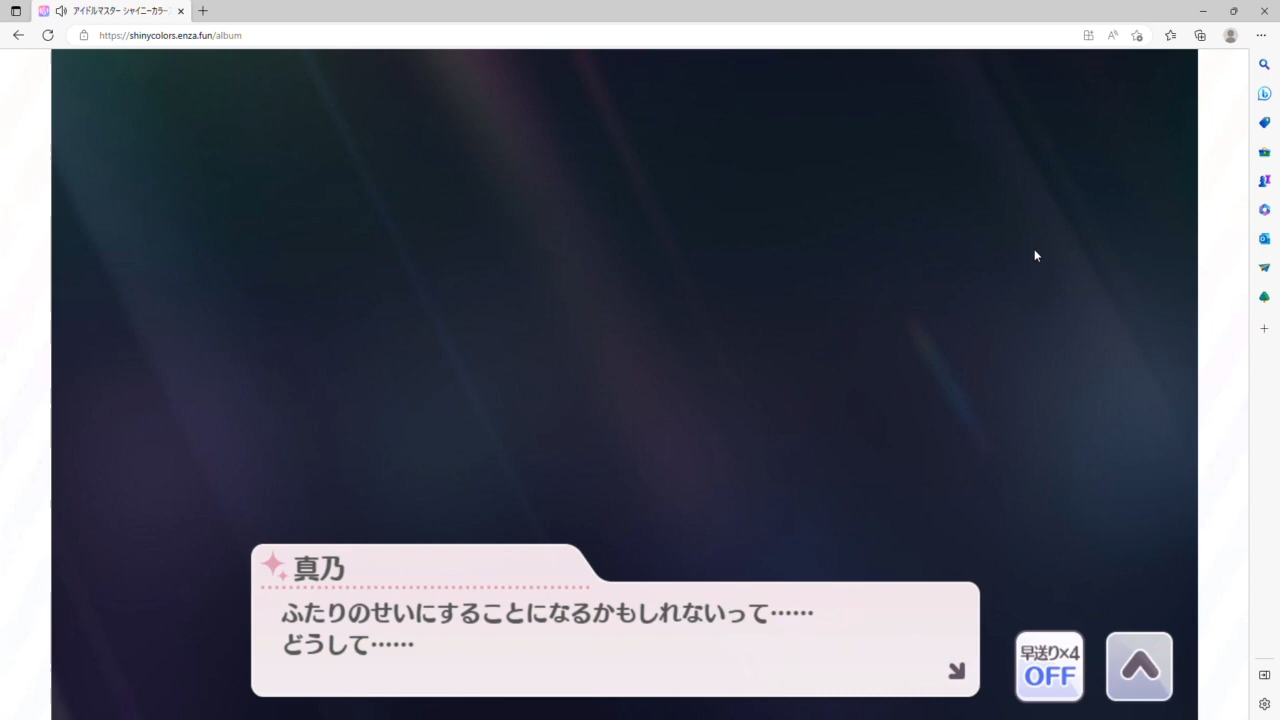 アイドルマスター シャイニーカラー
https://shinycolors.enza.fun/album
真乃
ふたりのせいにすることになるかもしれないって……
どうして……
早送り×4
OFF